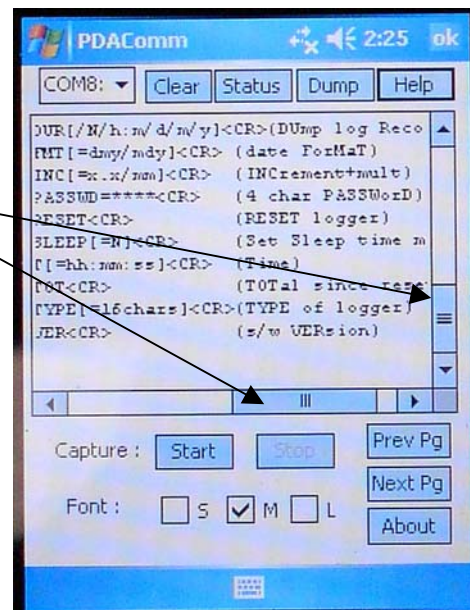 PDAComm 2:25 ok
COM8: Clear Status Dump Help
DUR[/N/h:m/d/m/y]<CR>(DUmp log Reco
FMT[=dmy/mdy]<CR> (date ForMaT)
INC[=x.x/mm]<CR> (INCrement+mult)
PASSWD=****<CR> (4 char PASSWorD)
RESET<CR> (RESET logger)
SLEEP[=N]<CR> (Set Sleep time m
T[=hh:mm:ss]<CR> (Time)
TOT<CR> (TOTal since rese
TYPE[=16chars]<CR>(TYPE of logger)
VER<CR> (s/w VERsion)
Capture : Start Stop Prev Pg
Next Pg
Font : S M L
About